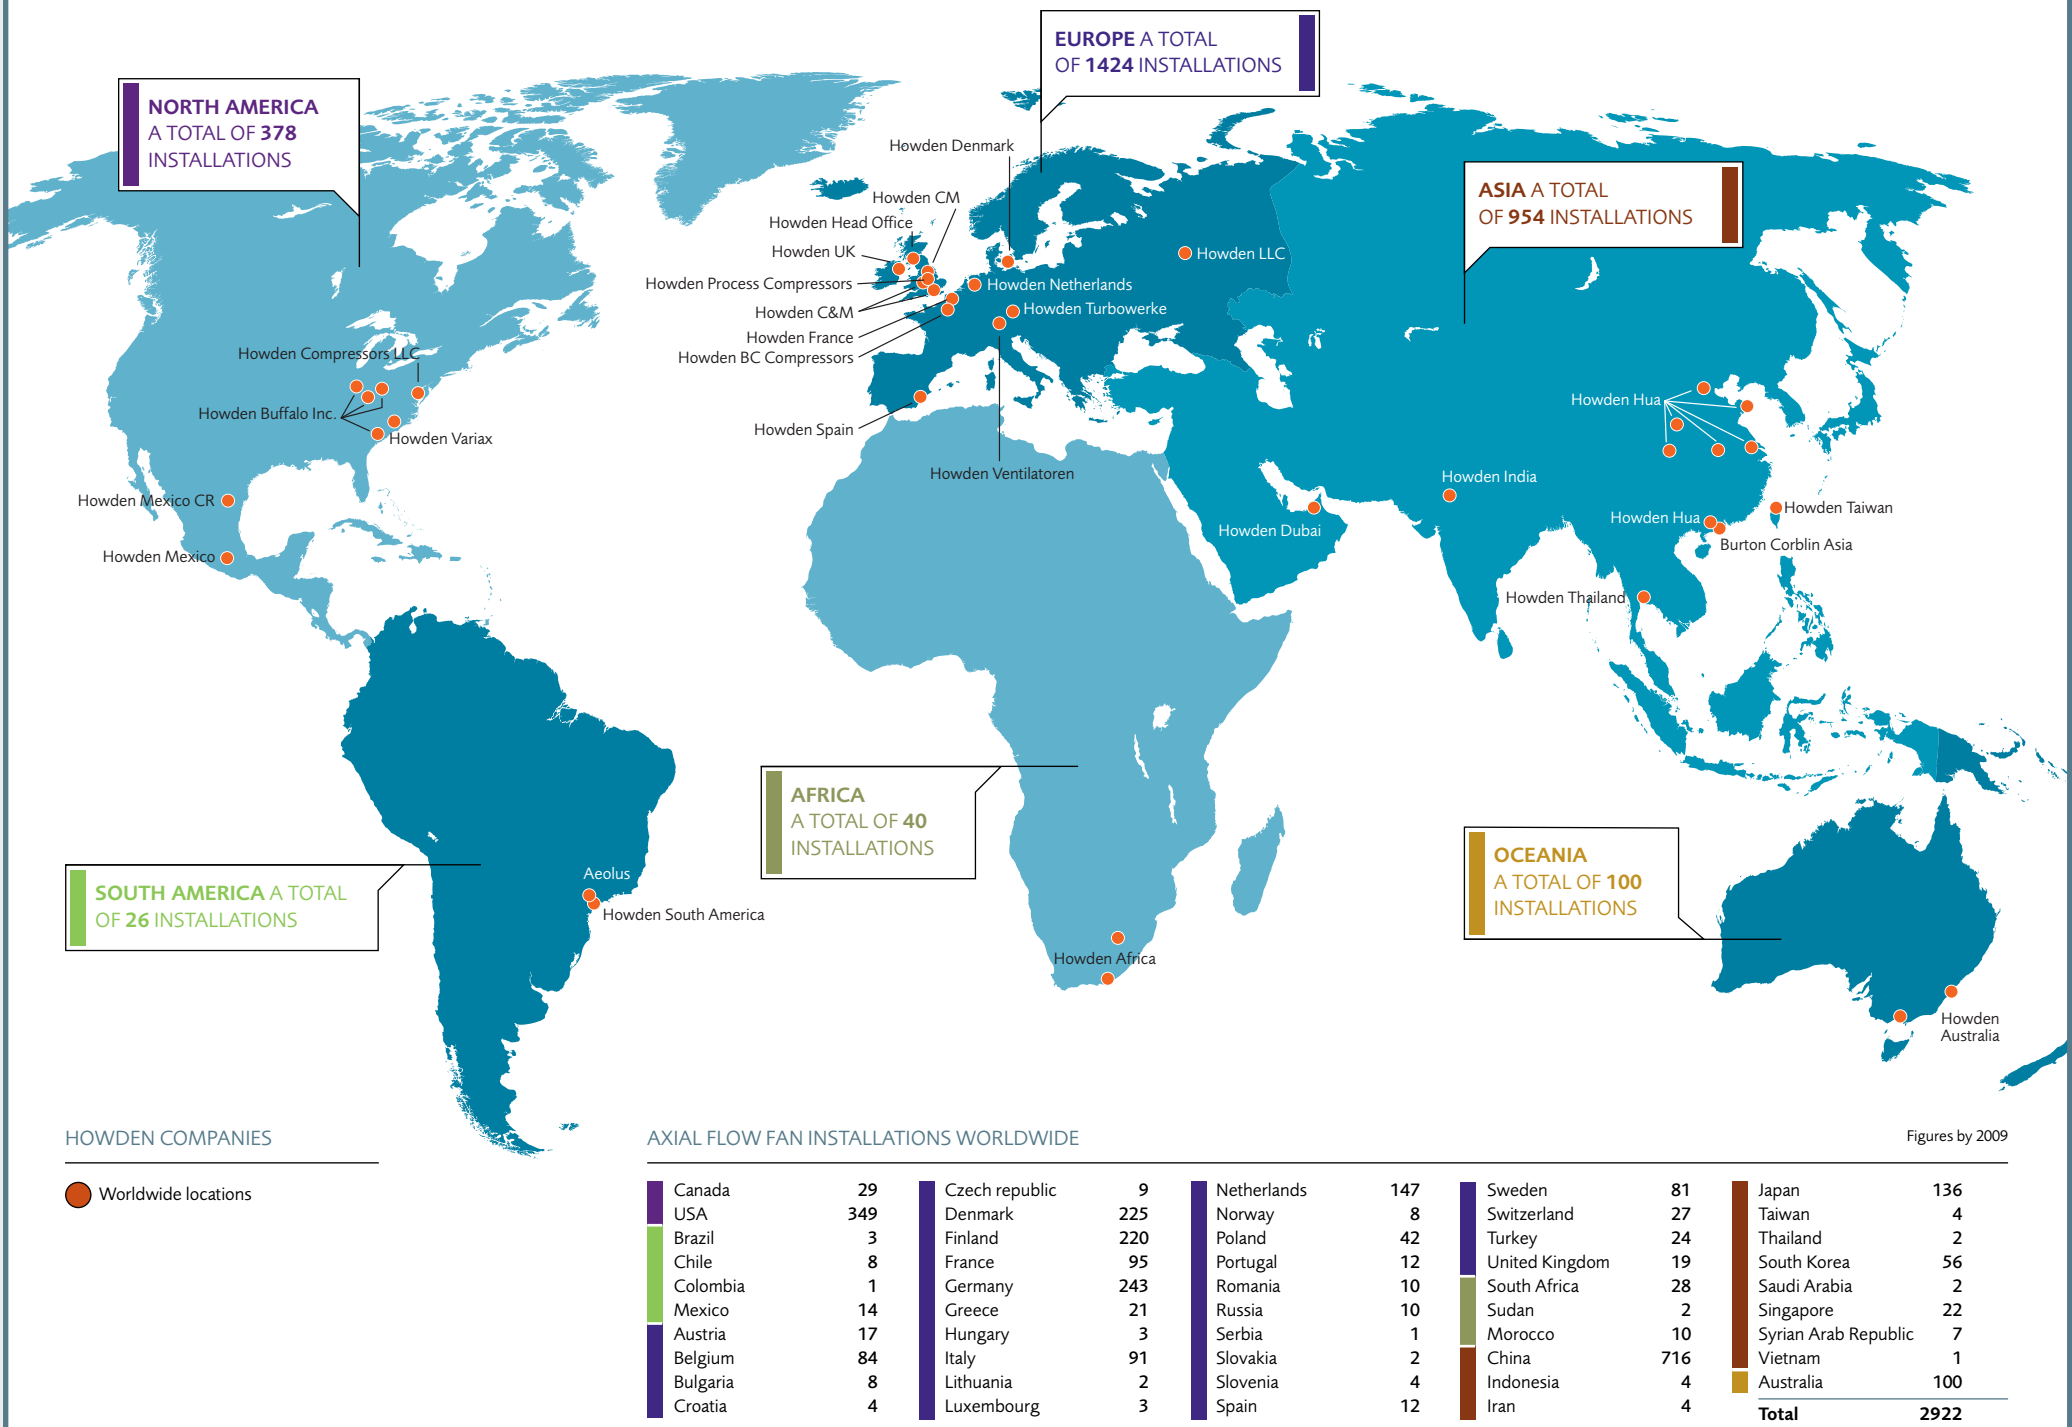 EUROPE A TOTAL
OF 1424 INSTALLATIONS
NORTH AMERICA
A TOTAL OF 378
INSTALLATIONS
ASIA A TOTAL
OF 954 INSTALLATIONS
Howden Denmark
Howden CM
Howden Head Office
Howden UK
Howden LLC
Howden Process Compressors
Howden Netherlands
Howden C&M
Howden Turbowerke
Howden France
Howden BC Compressors
Howden Compressors LLC
Howden Buffalo Inc.
Howden Variax
Howden Spain
Howden Ventilatoren
Howden Hua
Howden India
Howden Mexico CR
Howden Taiwan
Howden Hua
Howden Dubai
Burton Corblin Asia
Howden Mexico
Howden Thailand
AFRICA
A TOTAL OF 40
INSTALLATIONS
OCEANIA
A TOTAL OF 100
INSTALLATIONS
SOUTH AMERICA A TOTAL
OF 26 INSTALLATIONS
Aeolus
Howden South America
Howden Africa
Howden
Australia
HOWDEN COMPANIES
Worldwide locations
AXIAL FLOW FAN INSTALLATIONS WORLDWIDE
Figures by 2009
Canada 29
USA 349
Brazil 3
Chile 8
Colombia 1
Mexico 14
Austria 17
Belgium 84
Bulgaria 8
Croatia 4
Czech republic 9
Denmark 225
Finland 220
France 95
Germany 243
Greece 21
Hungary 3
Italy 91
Lithuania 2
Luxembourg 3
Netherlands 147
Norway 8
Poland 42
Portugal 12
Romania 10
Russia 10
Serbia 1
Slovakia 2
Slovenia 4
Spain 12
Sweden 81
Switzerland 27
Turkey 24
United Kingdom 19
South Africa 28
Sudan 2
Morocco 10
China 716
Indonesia 4
Iran 4
Japan 136
Taiwan 4
Thailand 2
South Korea 56
Saudi Arabia 2
Singapore 22
Syrian Arab Republic 7
Vietnam 1
Australia 100
Total 2922